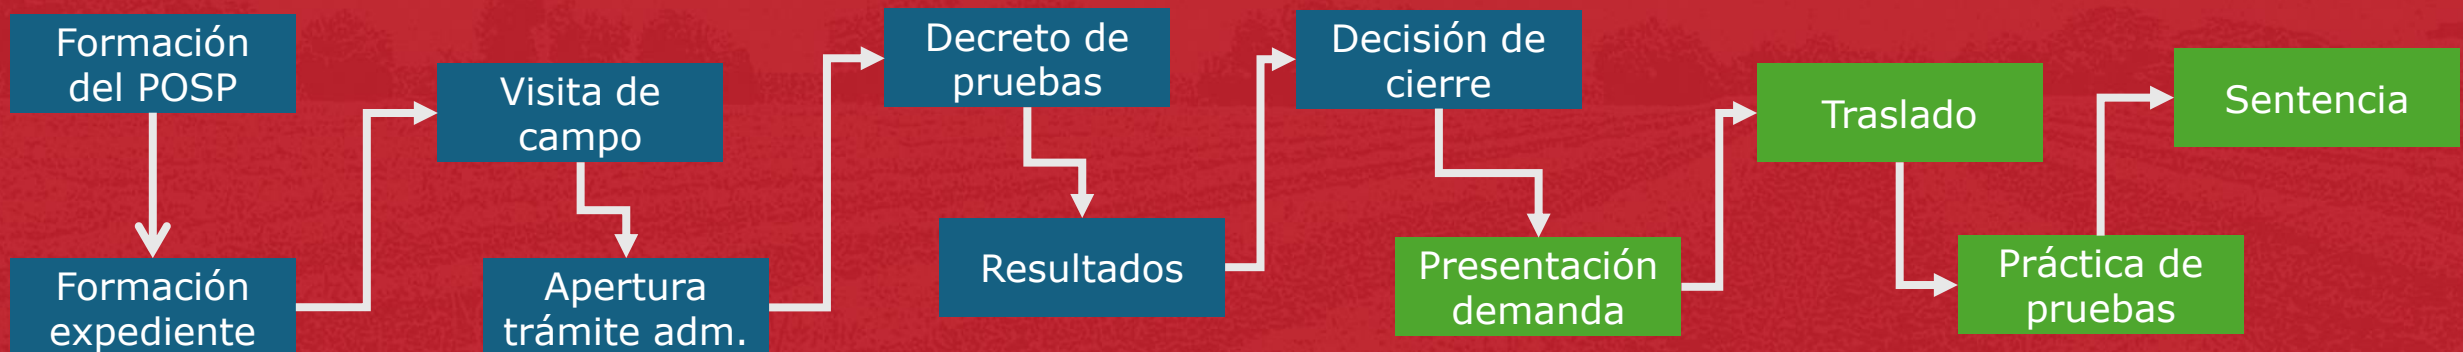 Formación
del POSP
Formación
expediente
Visita de
campo
Apertura
trámite adm.
Decreto de
pruebas
Resultados
Decisión de
cierre
Presentación
demanda
Traslado
Práctica de
pruebas
Sentencia